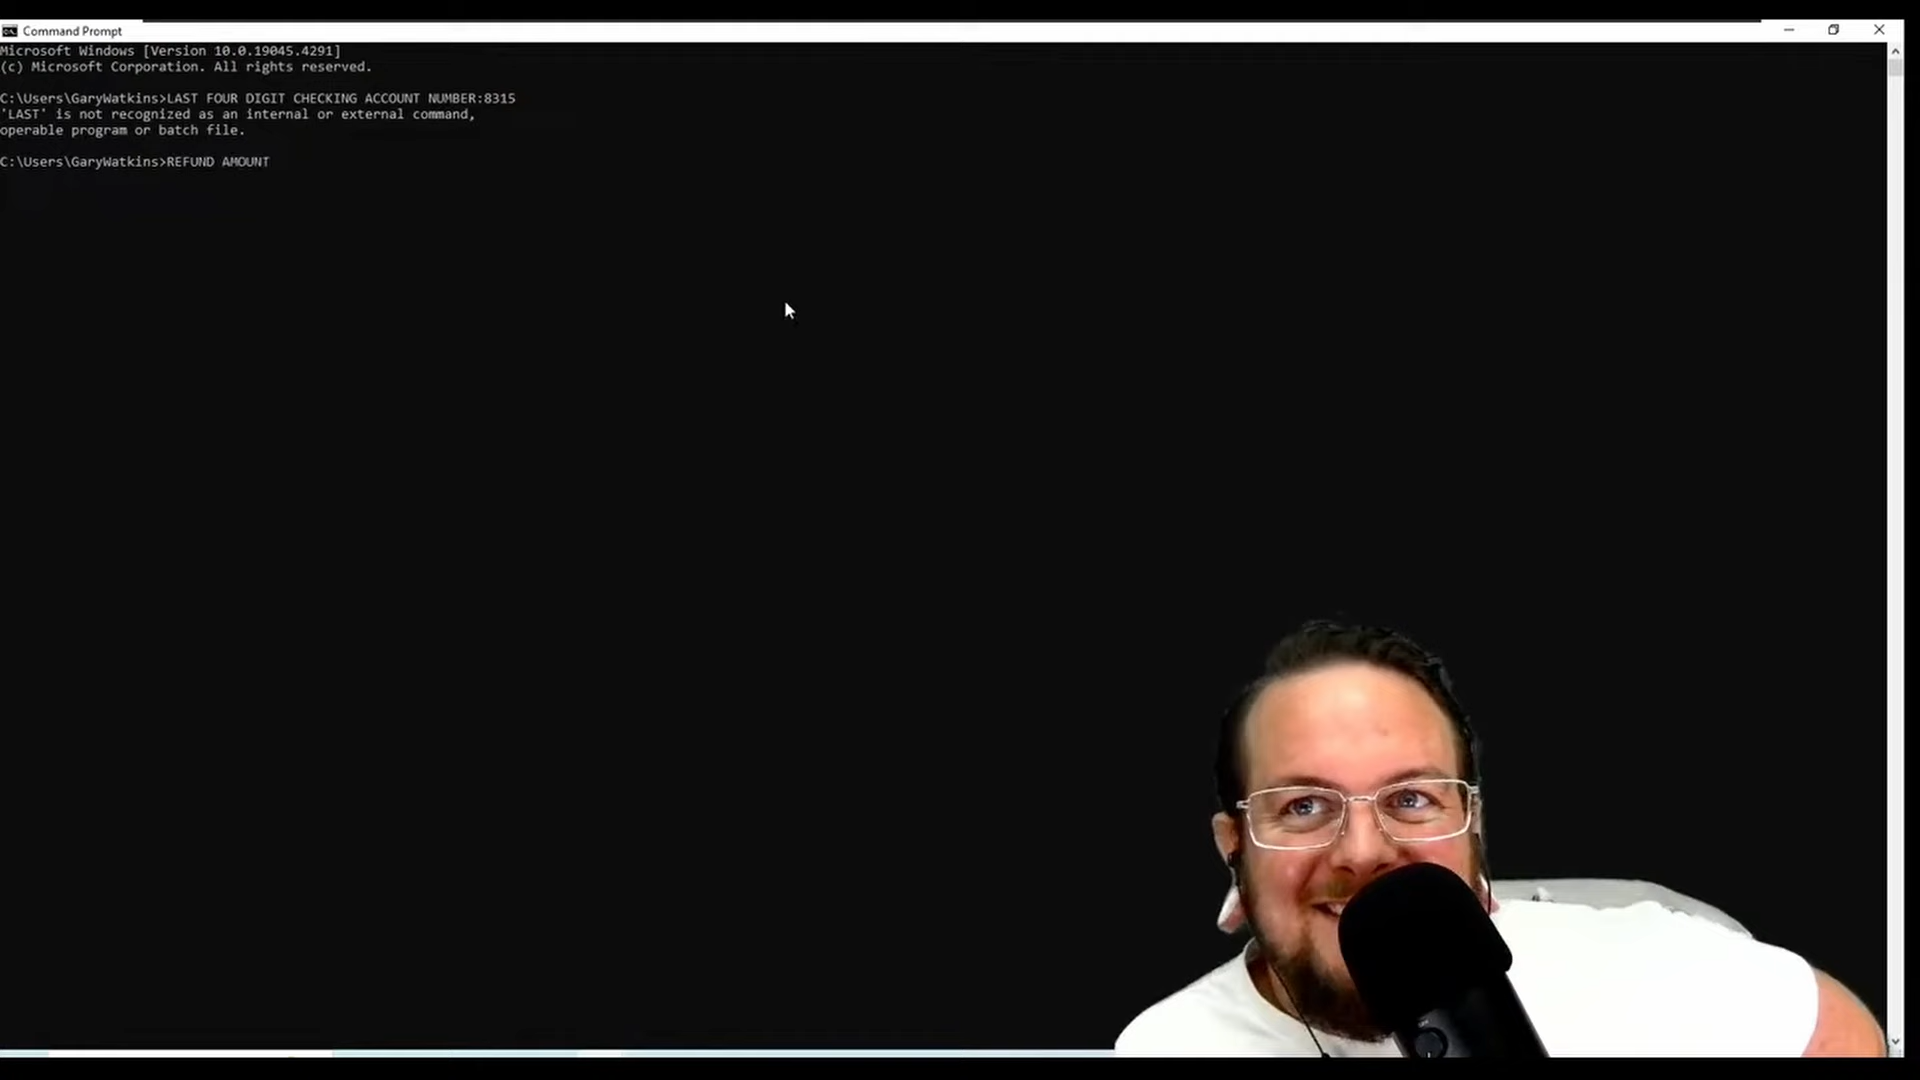 Command Prompt
Microsoft Windows [Version 10.0.19045.4291]
(c) Microsoft Corporation. All rights reserved.
C:\Users\GaryWatkins>LAST FOUR DIGIT CHECKING ACCOUNT NUMBER:8315
'LAST' is not recognized as an internal or external command,
operable program or batch file.
C:\Users\GaryWatkins>REFUND AMOUNT